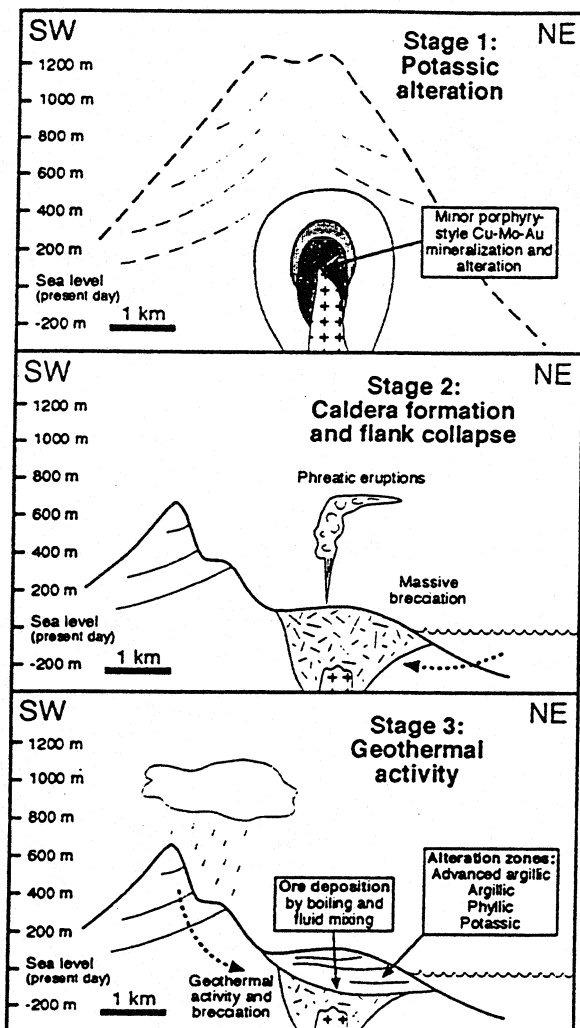 SW
NE
Stage 1:
Potassic
alteration
1200 m
1000 m
800 m
600 m
400 m
200 m
Sea level
(present day)
-200 m
1 km
Minor porphyry-
style Cu-Mo-Au
mineralization and
alteration
SW
NE
Stage 2:
Caldera formation
and flank collapse
1200 m
1000 m
800 m
600 m
400 m
200 m
Sea level
(present day)
-200 m
1 km
Phreatic eruptions
Massive
brecciation
SW
NE
Stage 3:
Geothermal
activity
1200 m
1000 m
800 m
600 m
400 m
200 m
Sea level
(present day)
-200 m
1 km
Ore deposition
by boiling and
fluid mixing
Alteration zones:
Advanced argillic
Argillic
Phyllic
Potassic
Geothermal
activity and
brecciation